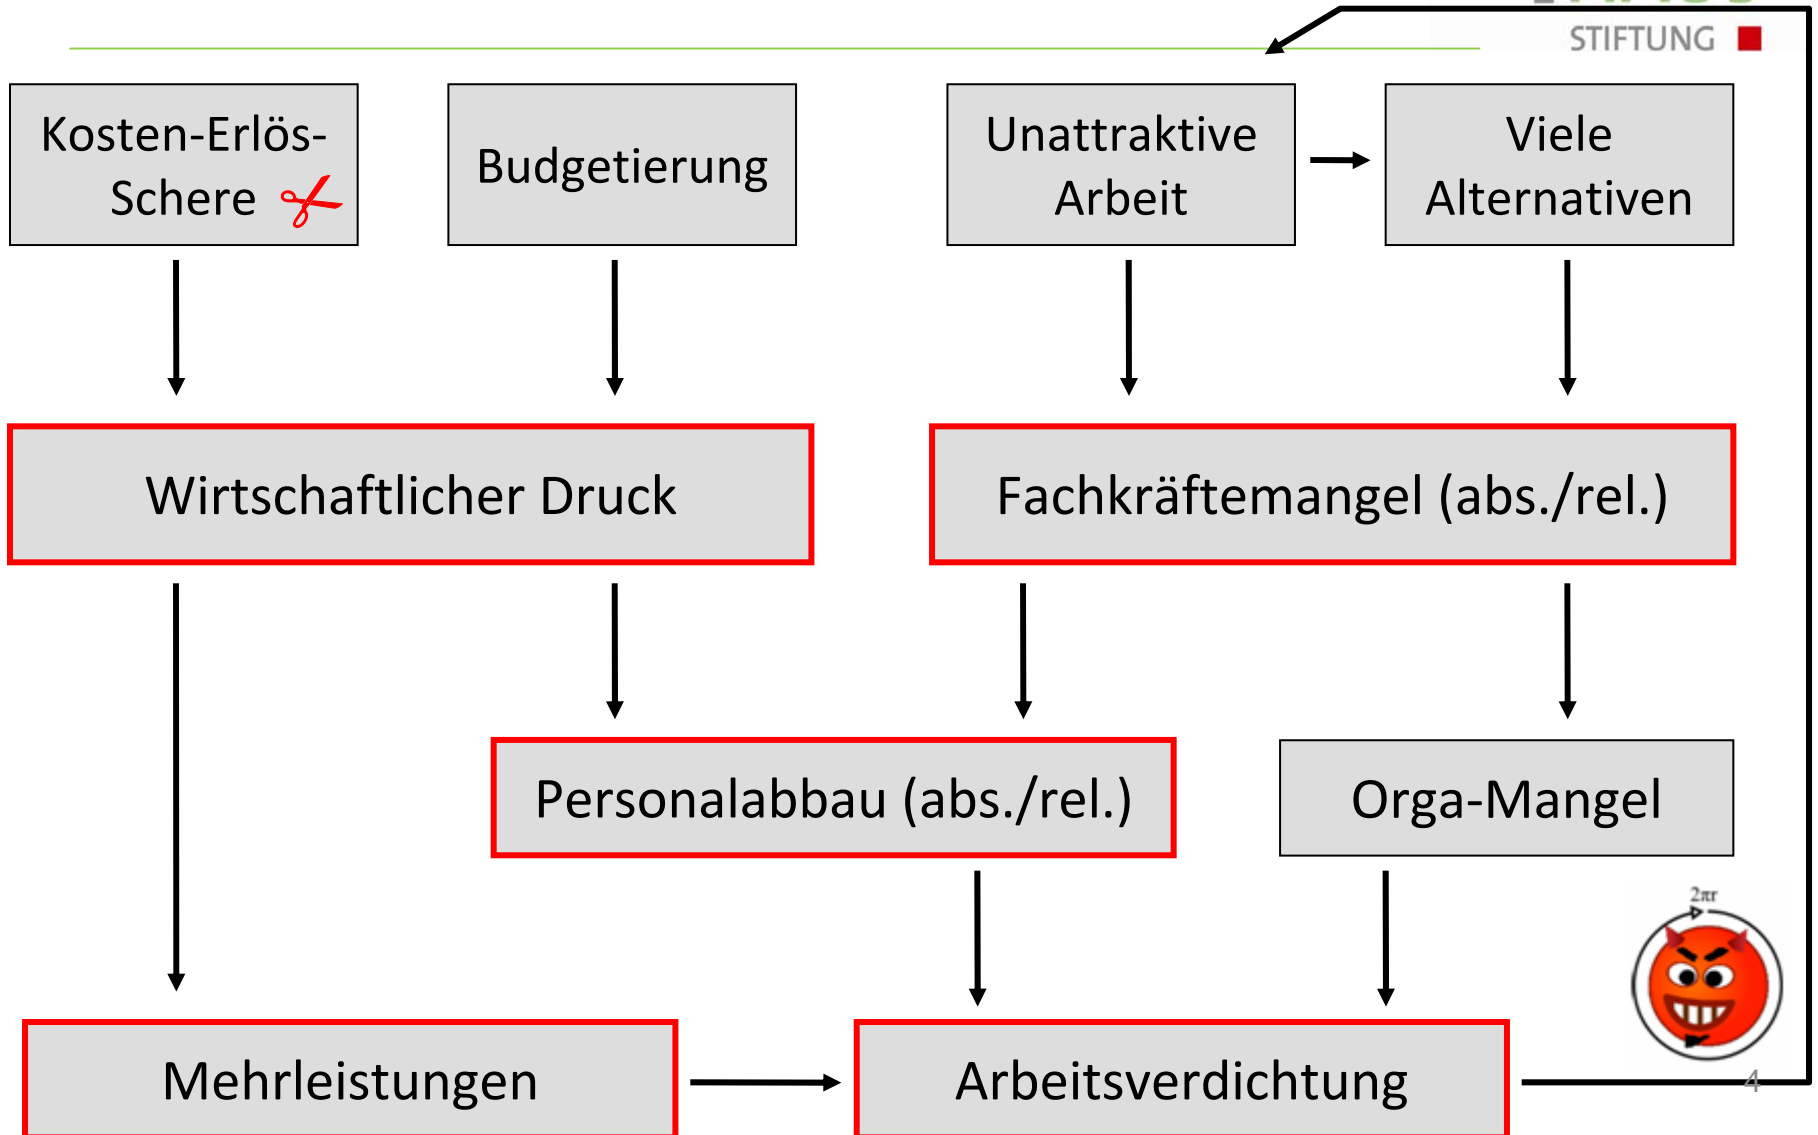 STIFTUNG
Kosten-Erlös-
Schere
Budgetierung
Unattraktive
Arbeit
Viele
Alternativen
Wirtschaftlicher Druck
Fachkräftemangel (abs./rel.)
Personalabbau (abs./rel.)
Orga-Mangel
2πr
Mehrleistungen
Arbeitsverdichtung
4